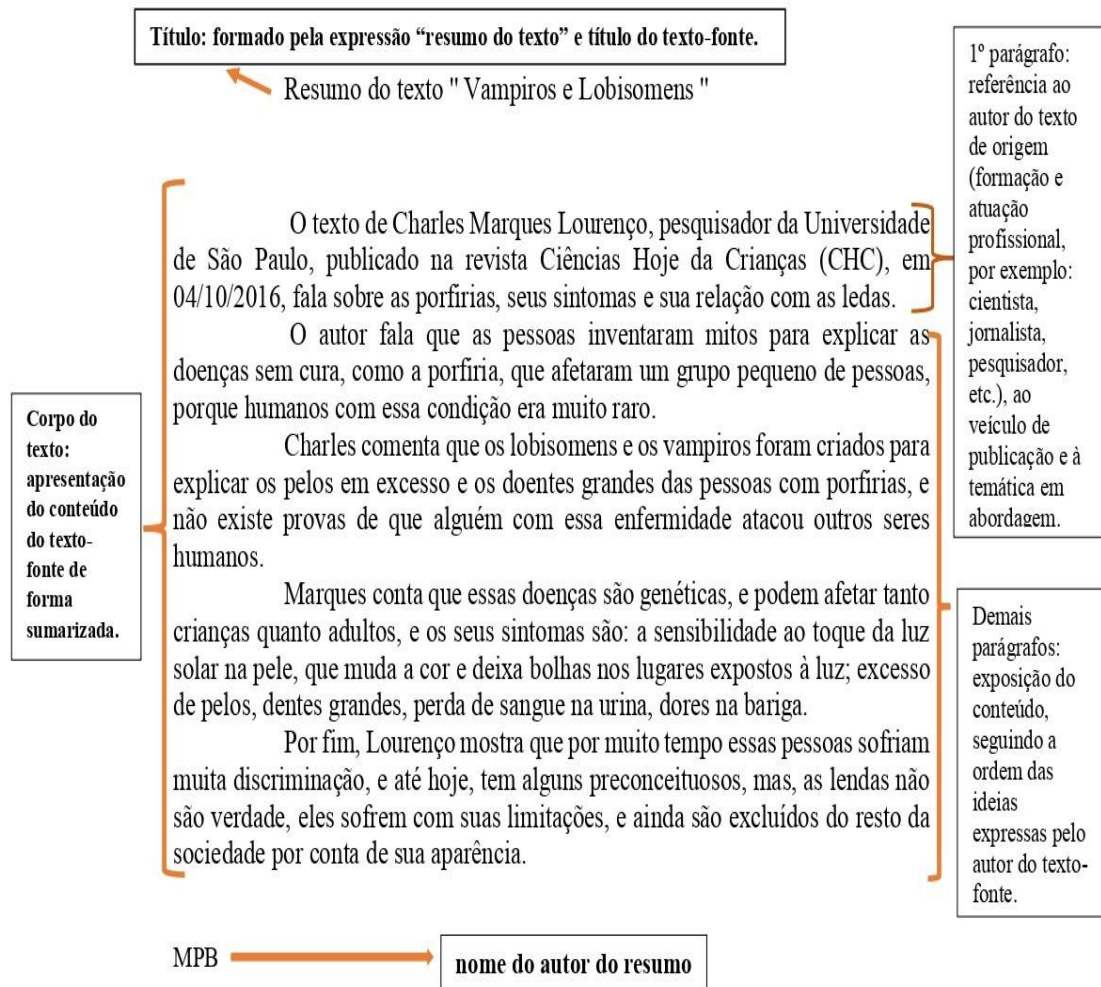 Título: formado pela expressão “resumo do texto” e título do texto-fonte.
Resumo do texto " Vampiros e Lobisomens "
O texto de Charles Marques Lourenço, pesquisador da Universidade
de São Paulo, publicado na revista Ciências Hoje da Crianças (CHC), em
04/10/2016, fala sobre as porfirias, seus sintomas e sua relação com as ledas.
O autor fala que as pessoas inventaram mitos para explicar as
doenças sem cura, como a porfiria, que afetaram um grupo pequeno de pessoas,
porque humanos com essa condição era muito raro.
Charles comenta que os lobisomens e os vampiros foram criados para
explicar os pelos em excesso e os doentes grandes das pessoas com porfirias, e
não existe provas de que alguém com essa enfermidade atacou outros seres
humanos.
Marques conta que essas doenças são genéticas, e podem afetar tanto
crianças quanto adultos, e os seus sintomas são: a sensibilidade ao toque da luz
solar na pele, que muda a cor e deixa bolhas nos lugares expostos à luz; excesso
de pelos, dentes grandes, perda de sangue na urina, dores na bariga.
Por fim, Lourenço mostra que por muito tempo essas pessoas sofriam
muita discriminação, e até hoje, tem alguns preconceituosos, mas, as lendas não
são verdade, eles sofrem com suas limitações, e ainda são excluídos do resto da
sociedade por conta de sua aparência.
MPB
nome do autor do resumo
Corpo do
texto:
apresentação
do conteúdo
do texto-
fonte de
forma
sumarizada.
1º parágrafo:
referência ao
autor do texto
de origem
(formação e
atuação
profissional,
por exemplo:
cientista,
jornalista,
pesquisador,
etc.), ao
veículo de
publicação e à
temática em
abordagem.
Demais
parágrafos:
exposição do
conteúdo,
seguindo a
ordem das
ideias
expressas pelo
autor do texto-
fonte.